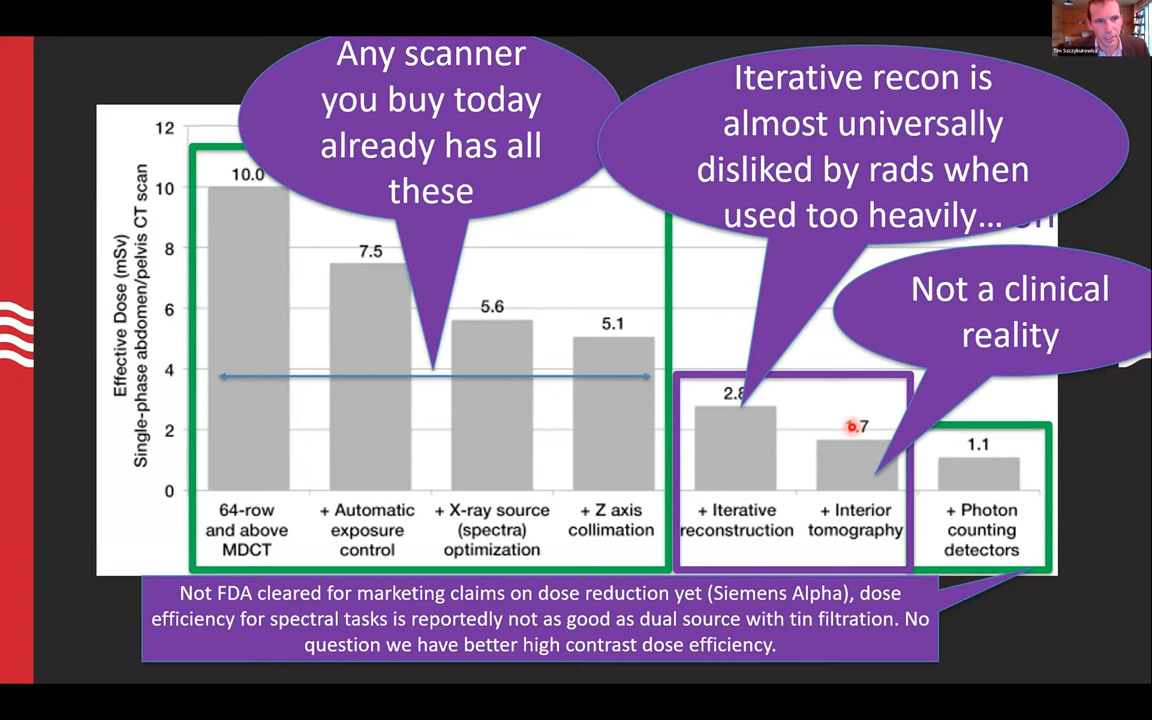 Tim Szczykutowicz
Any scanner
you buy today
already has all
these
Iterative recon is
almost universally
disliked by rads when
used too heavily…
Not a clinical
reality
Effective Dose (mSv)
Single-phase abdomen/pelvis CT scan
12
10
8
6
4
2
0
10.0
7.5
5.6
5.1
2.8
.7
1.1
64-row
and above
MDCT
+ Automatic
exposure
control
+ X-ray source
(spectra)
optimization
+ Z axis
collimation
+ Iterative
reconstruction
+ Interior
tomography
+ Photon
counting
detectors
Not FDA cleared for marketing claims on dose reduction yet (Siemens Alpha), dose
efficiency for spectral tasks is reportedly not as good as dual source with tin filtration. No
question we have better high contrast dose efficiency.